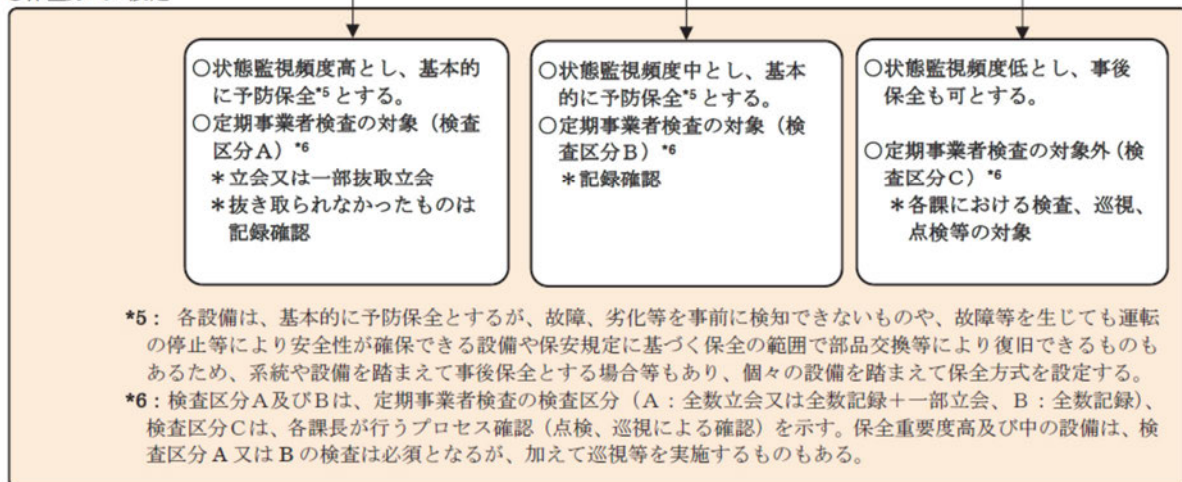 ○状態監視頻度高とし、基本的
に予防保全*5とする。
○定期事業者検査の対象（検査
区分Ａ）*6
＊立会又は一部抜取立会
＊抜き取られなかったものは
記録確認
○状態監視頻度中とし、基本
的に予防保全*5とする。
○定期事業者検査の対象（検
査区分Ｂ）*6
＊記録確認
○状態監視頻度低とし、事後
保全も可とする。
○定期事業者検査の対象外（検
査区分Ｃ）*6
＊各課における検査、巡視、
点検等の対象
*5： 各設備は、基本的に予防保全とするが、故障、劣化等を事前に検知できないものや、故障等を生じても運転
の停止等により安全性が確保できる設備や保安規定に基づく保全の範囲で部品交換等により復旧できるものも
あるため、系統や設備を踏まえて事後保全とする場合等もあり、個々の設備を踏まえて保全方式を設定する。
*6：検査区分Ａ及びＢは、定期事業者検査の検査区分（Ａ：全数立会又は全数記録＋一部立会、Ｂ：全数記録）、
検査区分Ｃは、各課長が行うプロセス確認（点検、巡視による確認）を示す。保全重要度高及び中の設備は、検
査区分 A 又は B の検査は必須となるが、加えて巡視等を実施するものもある。